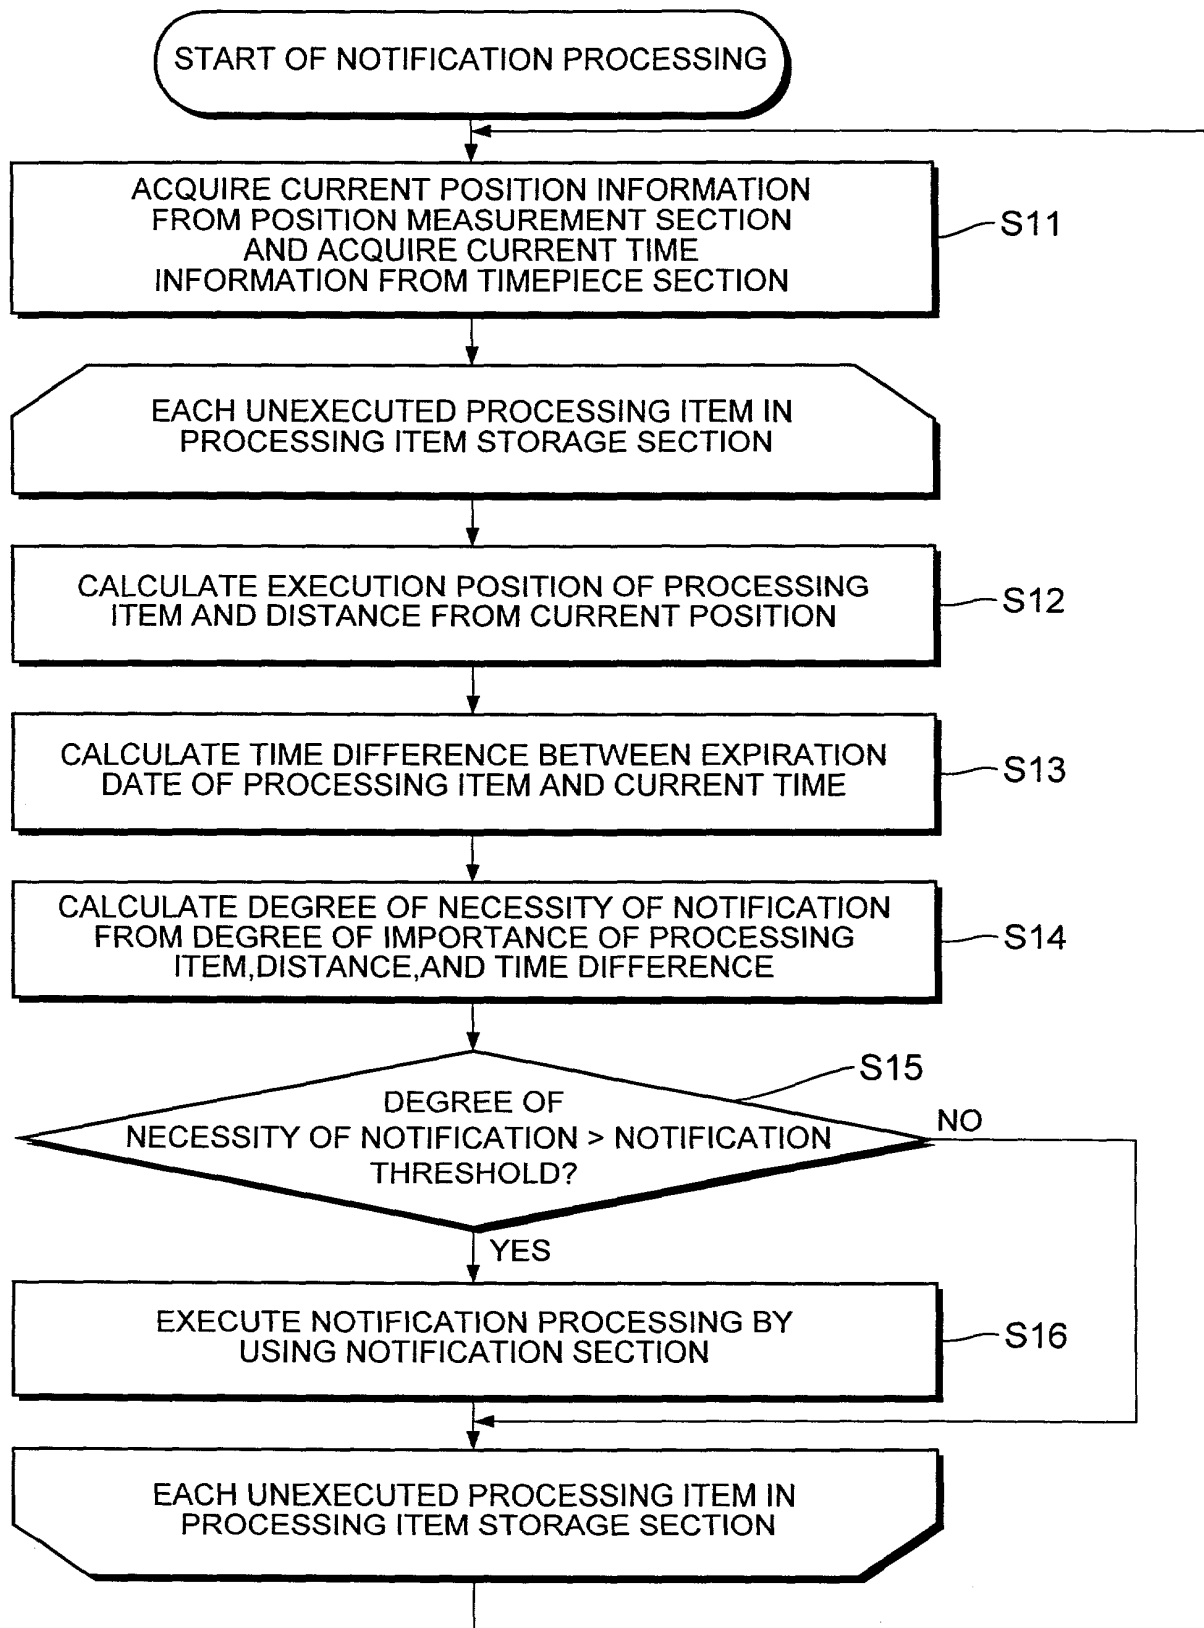 START OF NOTIFICATION PROCESSING
ACQUIRE CURRENT POSITION INFORMATION
FROM POSITION MEASUREMENT SECTION
AND ACQUIRE CURRENT TIME
INFORMATION FROM TIMEPIECE SECTION
S11
EACH UNEXECUTED PROCESSING ITEM IN
PROCESSING ITEM STORAGE SECTION
CALCULATE EXECUTION POSITION OF PROCESSING
ITEM AND DISTANCE FROM CURRENT POSITION
S12
CALCULATE TIME DIFFERENCE BETWEEN EXPIRATION
DATE OF PROCESSING ITEM AND CURRENT TIME
S13
CALCULATE DEGREE OF NECESSITY OF NOTIFICATION
FROM DEGREE OF IMPORTANCE OF PROCESSING
ITEM,DISTANCE,AND TIME DIFFERENCE
S14
S15
DEGREE OF
NECESSITY OF NOTIFICATION > NOTIFICATION
THRESHOLD?
NO
YES
EXECUTE NOTIFICATION PROCESSING BY
USING NOTIFICATION SECTION
S16
EACH UNEXECUTED PROCESSING ITEM IN
PROCESSING ITEM STORAGE SECTION